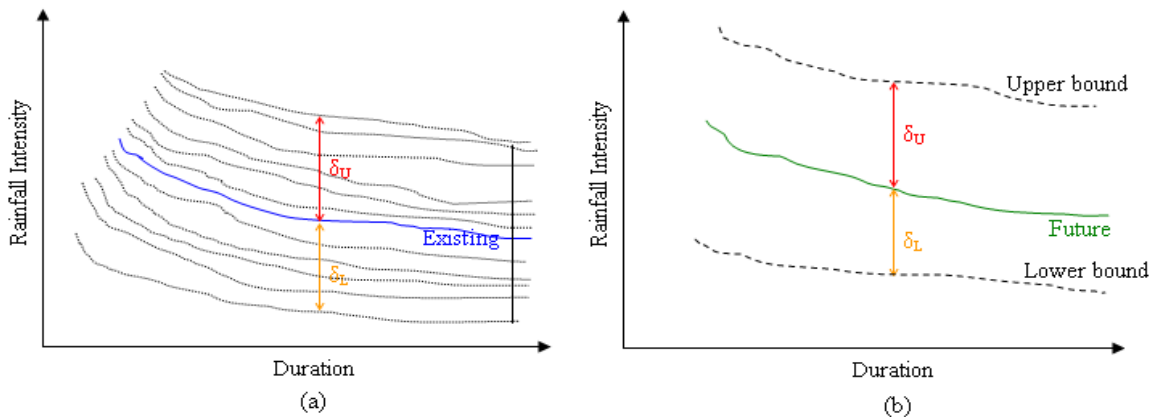 Rainfall Intensity
δU
Existing
δL
Duration
(a)
Rainfall Intensity
Upper bound
δU
Future
δL
Lower bound
Duration
(b)